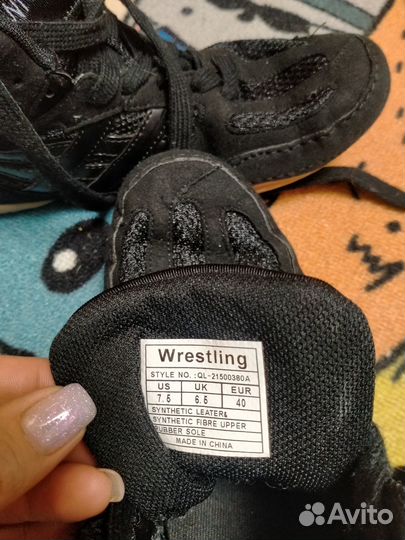 Wrestling
STYLE NO. :QL-21500380A
US UK EUR
7.5 6.5 40
SYNTHETIC LEATER&
SYNTHETIC FIBRE UPPER
RUBBER SOLE
MADE IN CHINA
Avito